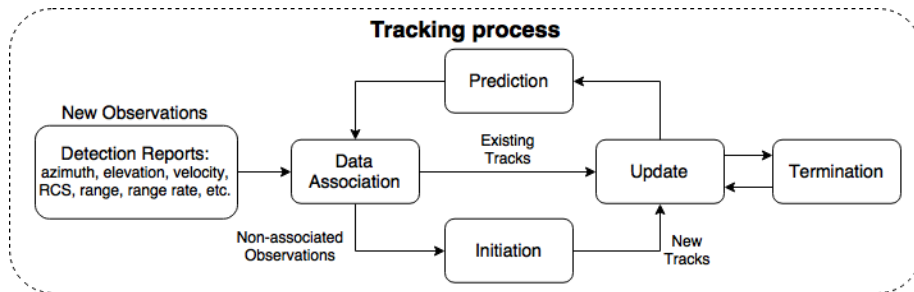 Tracking process
Prediction
New Observations
Detection Reports:
azimuth, elevation, velocity,
RCS, range, range rate, etc.
Data
Association
Existing
Tracks
Update
Termination
Non-associated
Observations
Initiation
New
Tracks